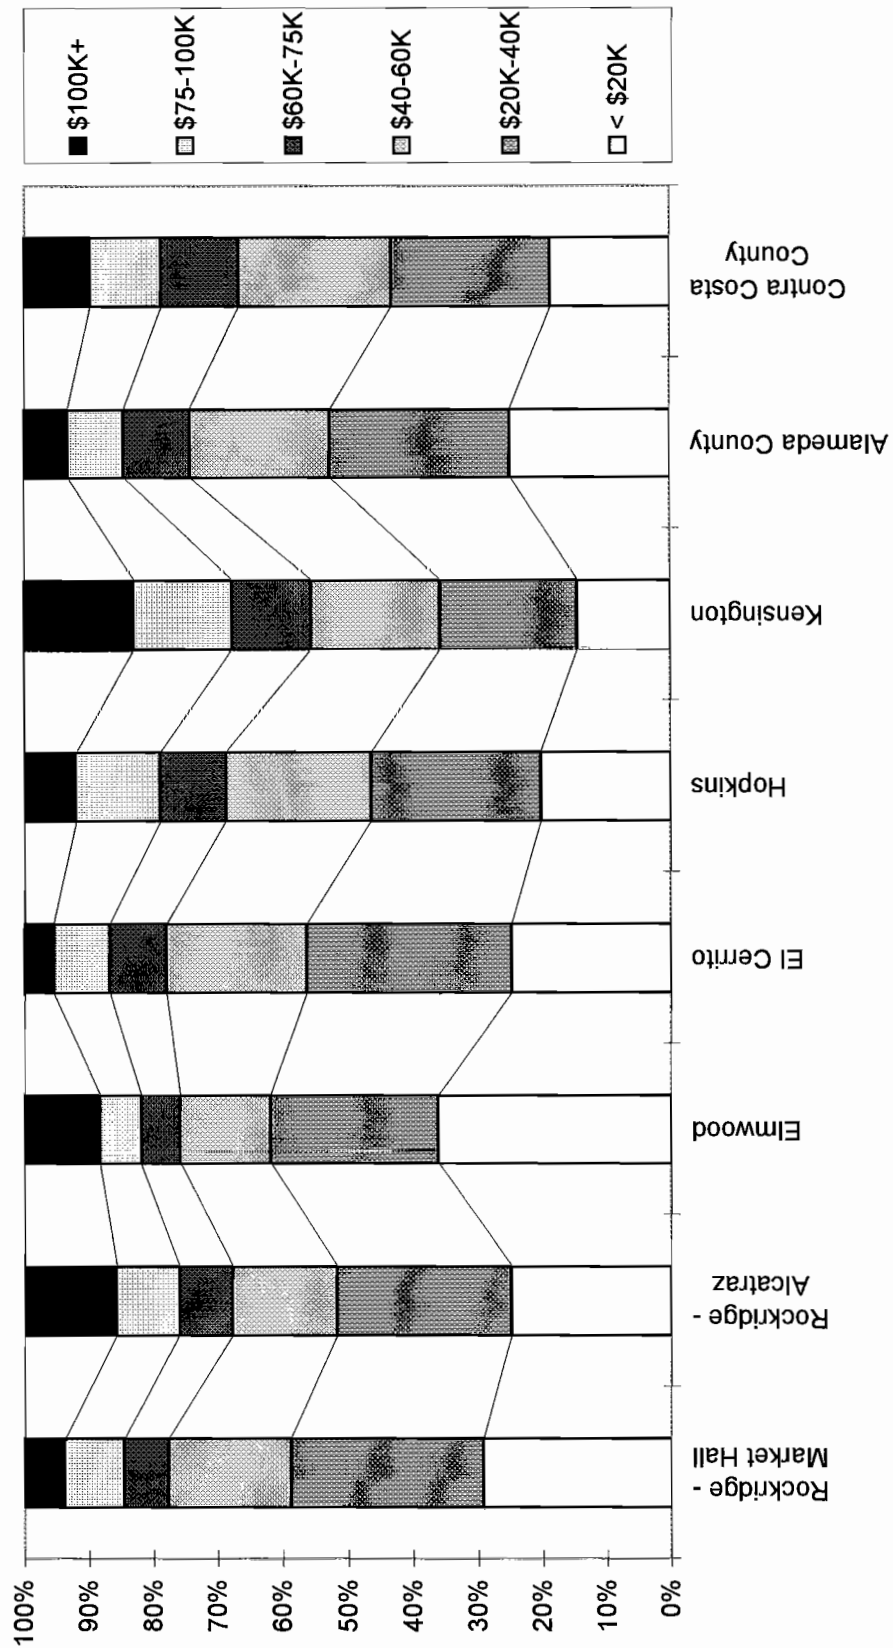 100%
90%
80%
70%
60%
50%
40%
30%
20%
10%
0%
Rockridge -
Market Hall
Rockridge -
Alcatraz
Elmwood
El Cerrito
Hopkins
Kensington
Alameda County
Contra Costa
County
$100K+
$75-100K
$60K-75K
$40-60K
$20K-40K
< $20K